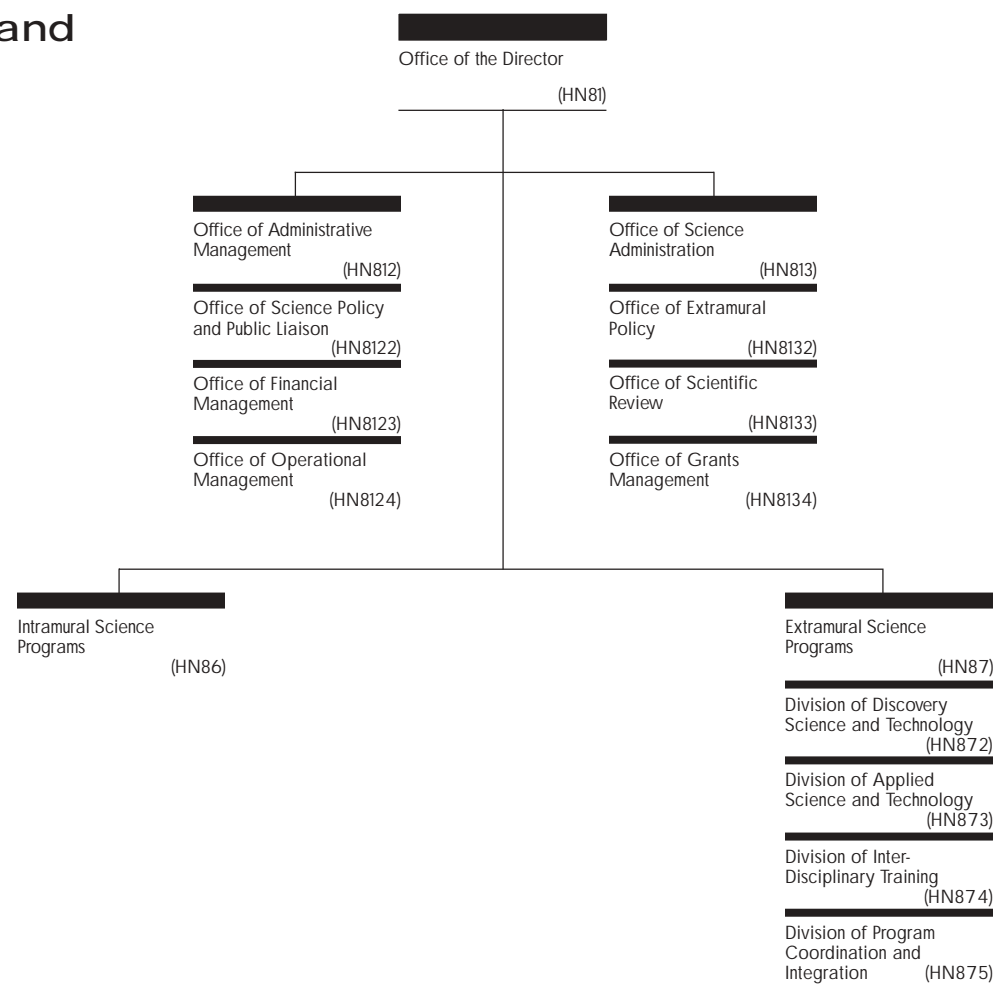 and
Office of the Director
(HN81)
Office of Administrative
Management
(HN812)
Office of Science Policy
and Public Liaison
(HN8122)
Office of Financial
Management
(HN8123)
Office of Operational
Management
(HN8124)
Office of Science
Administration
(HN813)
Office of Extramural
Policy
(HN8132)
Office of Scientific
Review
(HN8133)
Office of Grants
Management
(HN8134)
Intramural Science
Programs
(HN86)
Extramural Science
Programs
(HN87)
Division of Discovery
Science and Technology
(HN872)
Division of Applied
Science and Technology
(HN873)
Division of Inter-
Disciplinary Training
(HN874)
Division of Program
Coordination and
Integration (HN875)